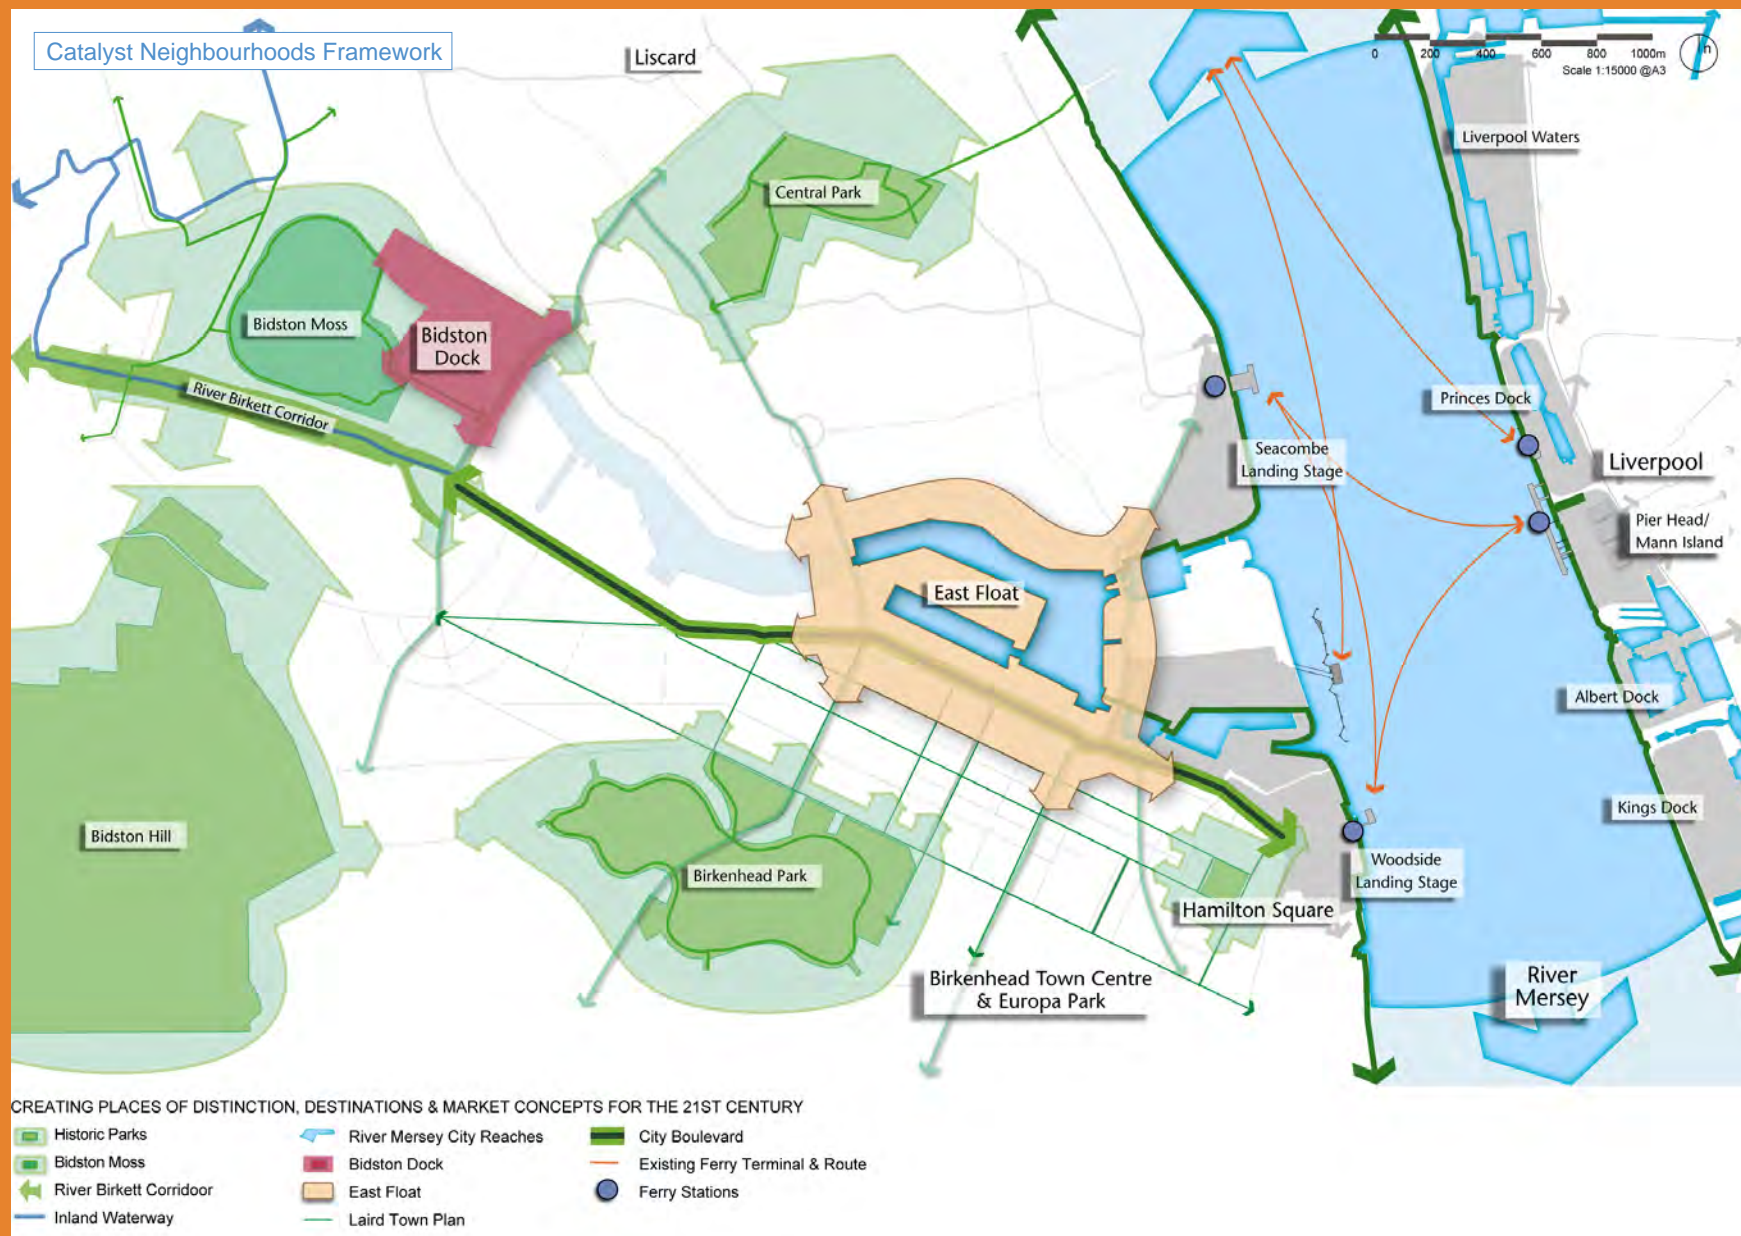 Catalyst Neighbourhoods Framework
Liscard
0 200 400 600 800 1000m
Scale 1:15000 @A3
n
Liverpool Waters
Central Park
Bidston Moss
Bidston
Dock
River Birkett Corridor
Princes Dock
Seacombe
Landing Stage
Liverpool
Pier Head/
Mann Island
East Float
Albert Dock
Kings Dock
Bidston Hill
Birkenhead Park
Woodside
Landing Stage
Hamilton Square
Birkenhead Town Centre
& Europa Park
River
Mersey
CREATING PLACES OF DISTINCTION, DESTINATIONS & MARKET CONCEPTS FOR THE 21ST CENTURY
Historic Parks
Bidston Moss
River Birkett Corridoor
Inland Waterway
River Mersey City Reaches
Bidston Dock
East Float
Laird Town Plan
City Boulevard
Existing Ferry Terminal & Route
Ferry Stations